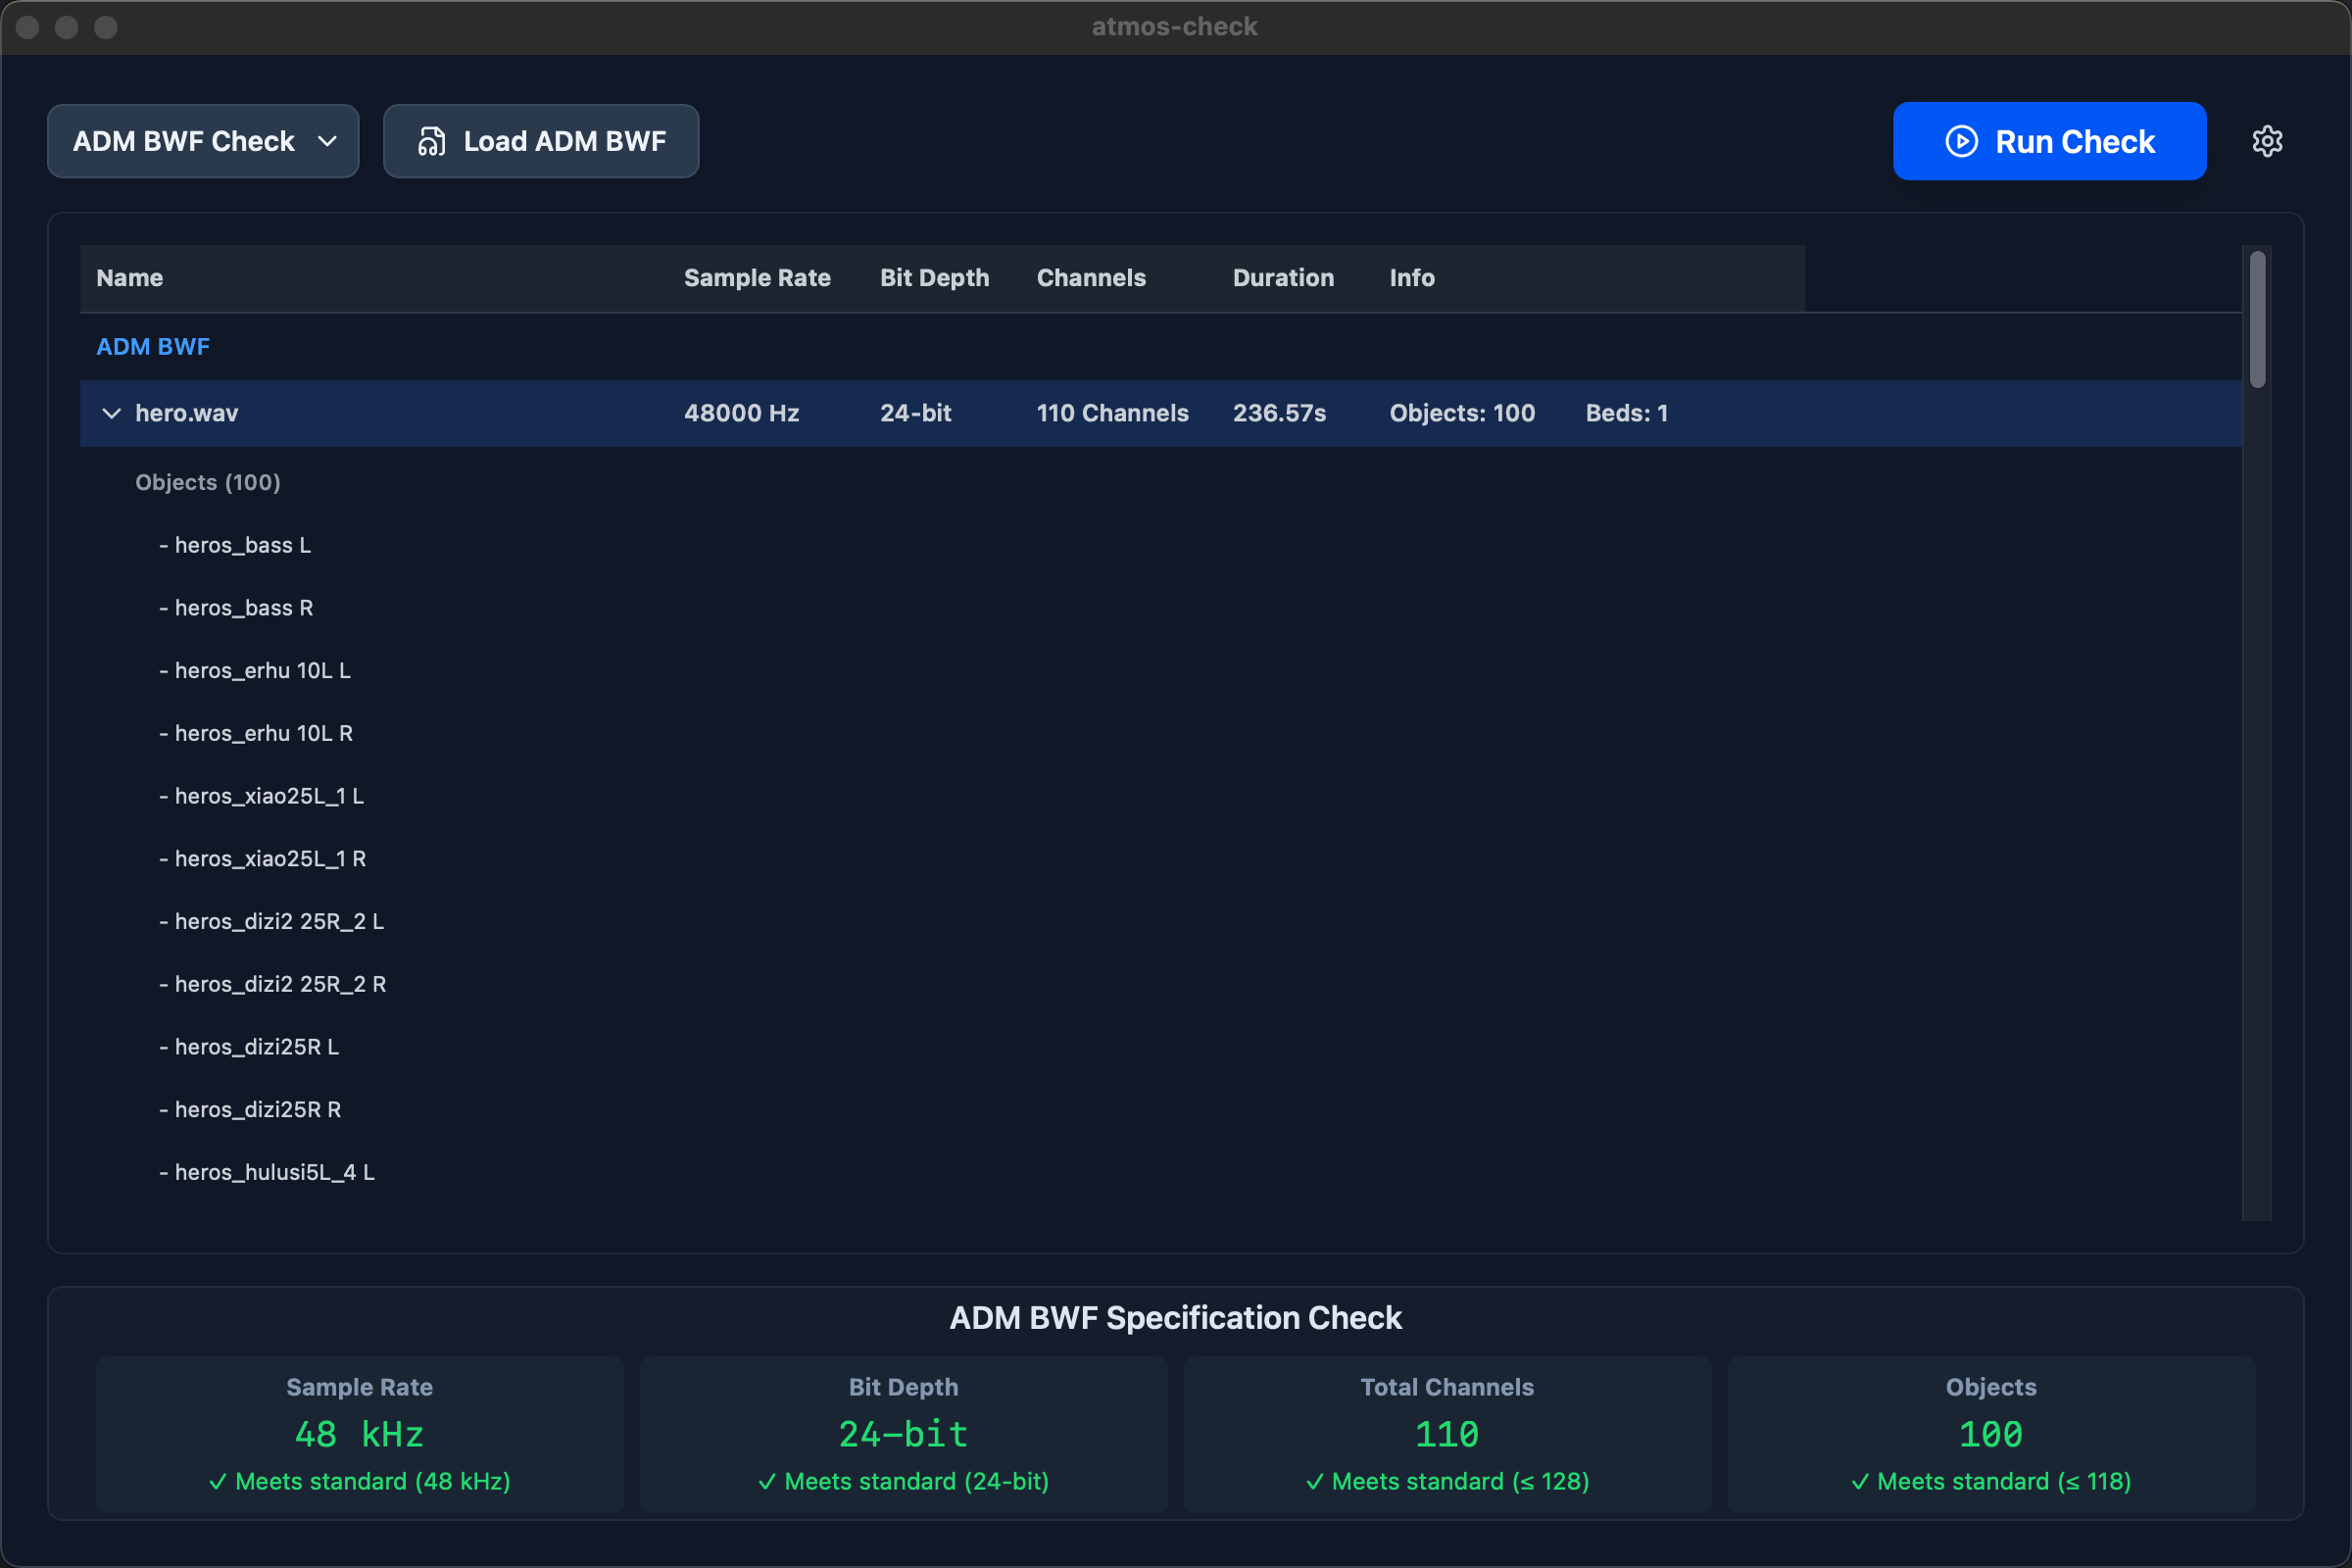 atmos-check
ADM BWF Check
Load ADM BWF
Run Check
Name Sample Rate Bit Depth Channels Duration Info
ADM BWF
hero.wav 48000 Hz 24-bit 110 Channels 236.57s Objects: 100 Beds: 1
Objects (100)
- heros_bass L
- heros_bass R
- heros_erhu 10L L
- heros_erhu 10L R
- heros_xiao25L_1 L
- heros_xiao25L_1 R
- heros_dizi2 25R_2 L
- heros_dizi2 25R_2 R
- heros_dizi25R L
- heros_dizi25R R
- heros_hulusi5L_4 L
ADM BWF Specification Check
Sample Rate
48 kHz
✓ Meets standard (48 kHz)
Bit Depth
24-bit
✓ Meets standard (24-bit)
Total Channels
110
✓ Meets standard (≤ 128)
Objects
100
✓ Meets standard (≤ 118)